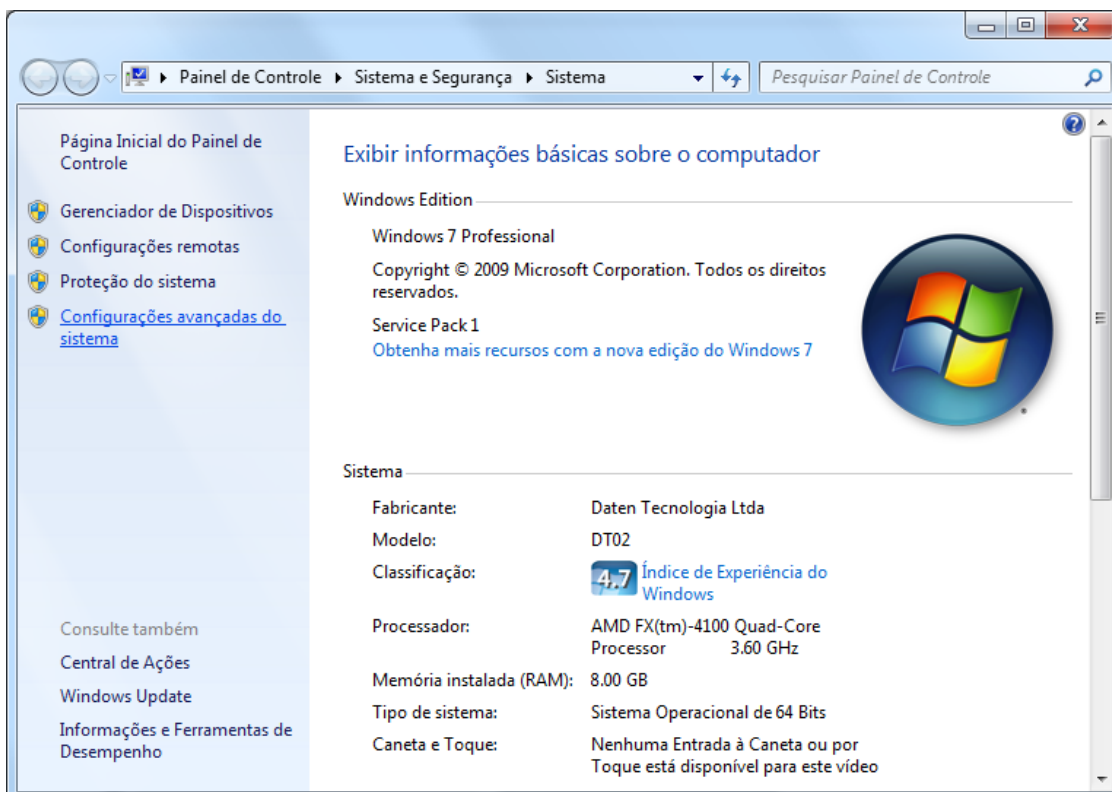 Painel de Controle ▸ Sistema e Segurança ▸ Sistema
Pesquisar Painel de Controle
Página Inicial do Painel de
Controle
Gerenciador de Dispositivos
Configurações remotas
Proteção do sistema
Configurações avançadas do
sistema
Consulte também
Central de Ações
Windows Update
Informações e Ferramentas de
Desempenho
Exibir informações básicas sobre o computador
Windows Edition
Windows 7 Professional
Copyright © 2009 Microsoft Corporation. Todos os direitos
reservados.
Service Pack 1
Obtenha mais recursos com a nova edição do Windows 7
Sistema
Fabricante: Daten Tecnologia Ltda
Modelo: DT02
Classificação: 4,7 Índice de Experiência do
Windows
Processador: AMD FX(tm)-4100 Quad-Core
Processor 3.60 GHz
Memória instalada (RAM): 8.00 GB
Tipo de sistema: Sistema Operacional de 64 Bits
Caneta e Toque: Nenhuma Entrada à Caneta ou por
Toque está disponível para este vídeo